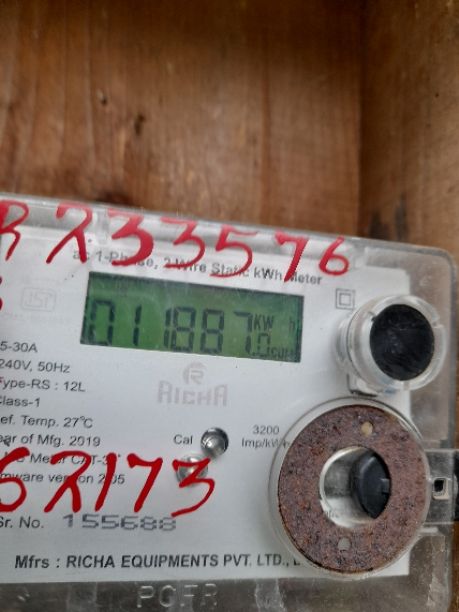 R 233576
ac 1-Phase, 2 Wire Static kWh Meter
ISI
011887.0 KW h
5-30A
240V, 50Hz
Type-RS : 12L
Class-1
Ref. Temp. 27°C
Year of Mfg. 2019
RICHA
Cal
3200
Imp/kWh
62173
Sr. No. 155688
Mfrs : RICHA EQUIPMENTS PVT. LTD.,